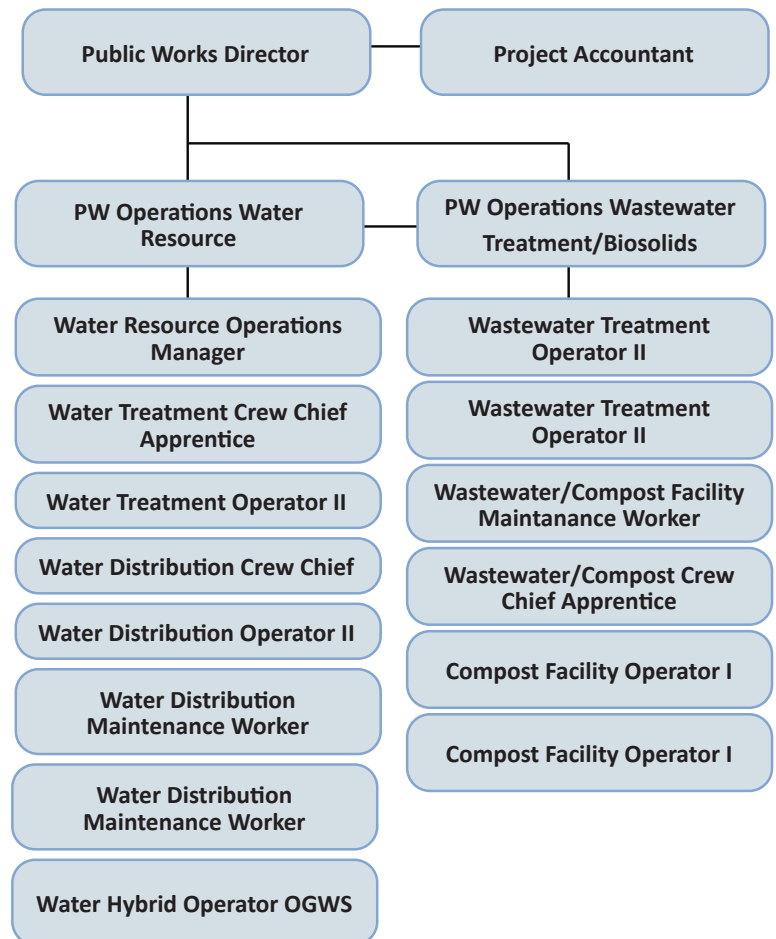 Public Works Director
Project Accountant
PW Operations Water
Resource
PW Operations Wastewater
Treatment/Biosolids
Water Resource Operations
Manager
Water Treatment Crew Chief
Apprentice
Water Treatment Operator II
Water Distribution Crew Chief
Water Distribution Operator II
Water Distribution
Maintenance Worker
Water Distribution
Maintenance Worker
Water Hybrid Operator OGWS
Wastewater Treatment
Operator II
Wastewater Treatment
Operator II
Wastewater/Compost Facility
Maintanance Worker
Wastewater/Compost Crew
Chief Apprentice
Compost Facility Operator I
Compost Facility Operator I